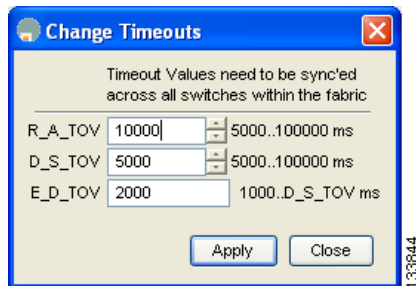 Change Timeouts
Timeout Values need to be sync'ed
across all switches within the fabric
R_A_TOV 10000 5000..100000 ms
D_S_TOV 5000 5000..100000 ms
E_D_TOV 2000 1000..D_S_TOV ms
Apply Close
133844